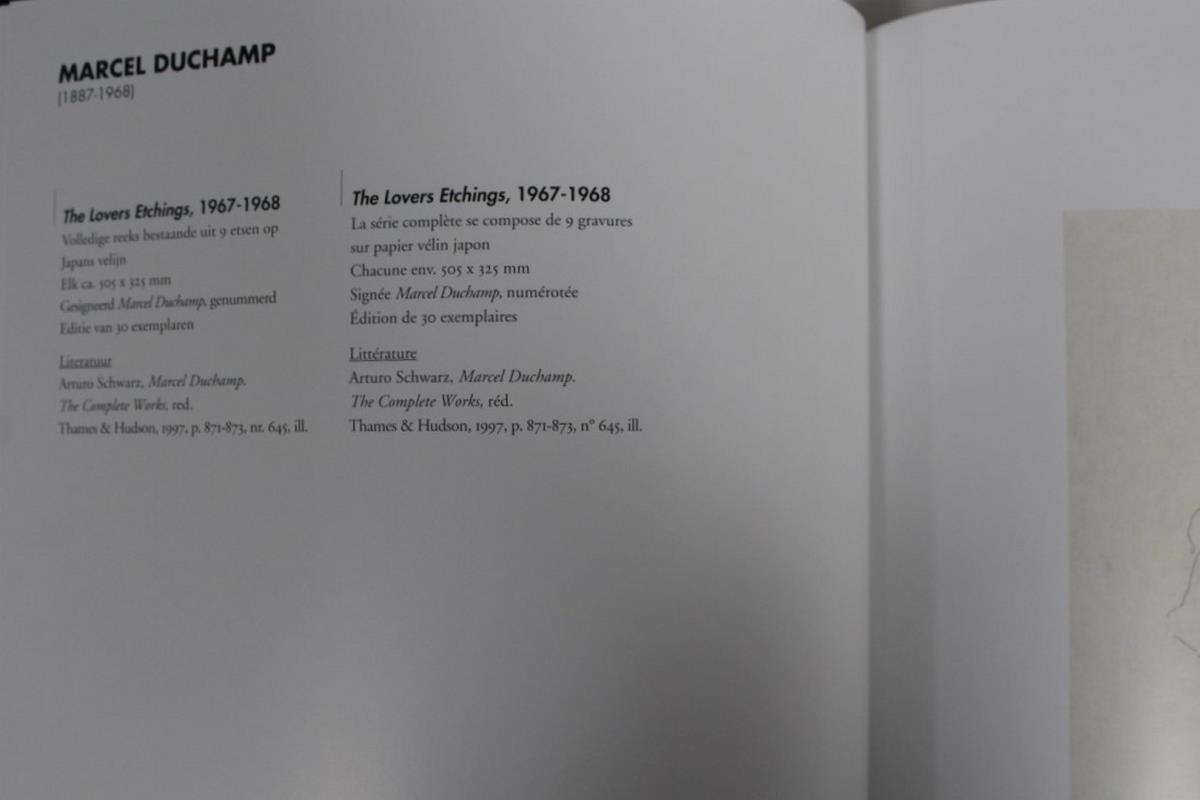 MARCEL DUCHAMP
(1887-1968)
The Lovers Etchings, 1967-1968
Volledige reeks bestaande uit 9 etsen op
Japans velijn
Elk ca. 505 x 325 mm
Gesigneerd Marcel Duchamp, genummerd
Editie van 30 exemplaren
Literatuur
Arturo Schwarz, Marcel Duchamp.
The Complete Works, red.
Thames & Hudson, 1997, p. 871-873, nr. 645, ill.
The Lovers Etchings, 1967-1968
La série complète se compose de 9 gravures
sur papier vélin japon
Chacune env. 505 x 325 mm
Signée Marcel Duchamp, numérotée
Édition de 30 exemplaires
Littérature
Arturo Schwarz, Marcel Duchamp.
The Complete Works, réd.
Thames & Hudson, 1997, p. 871-873, n° 645, ill.